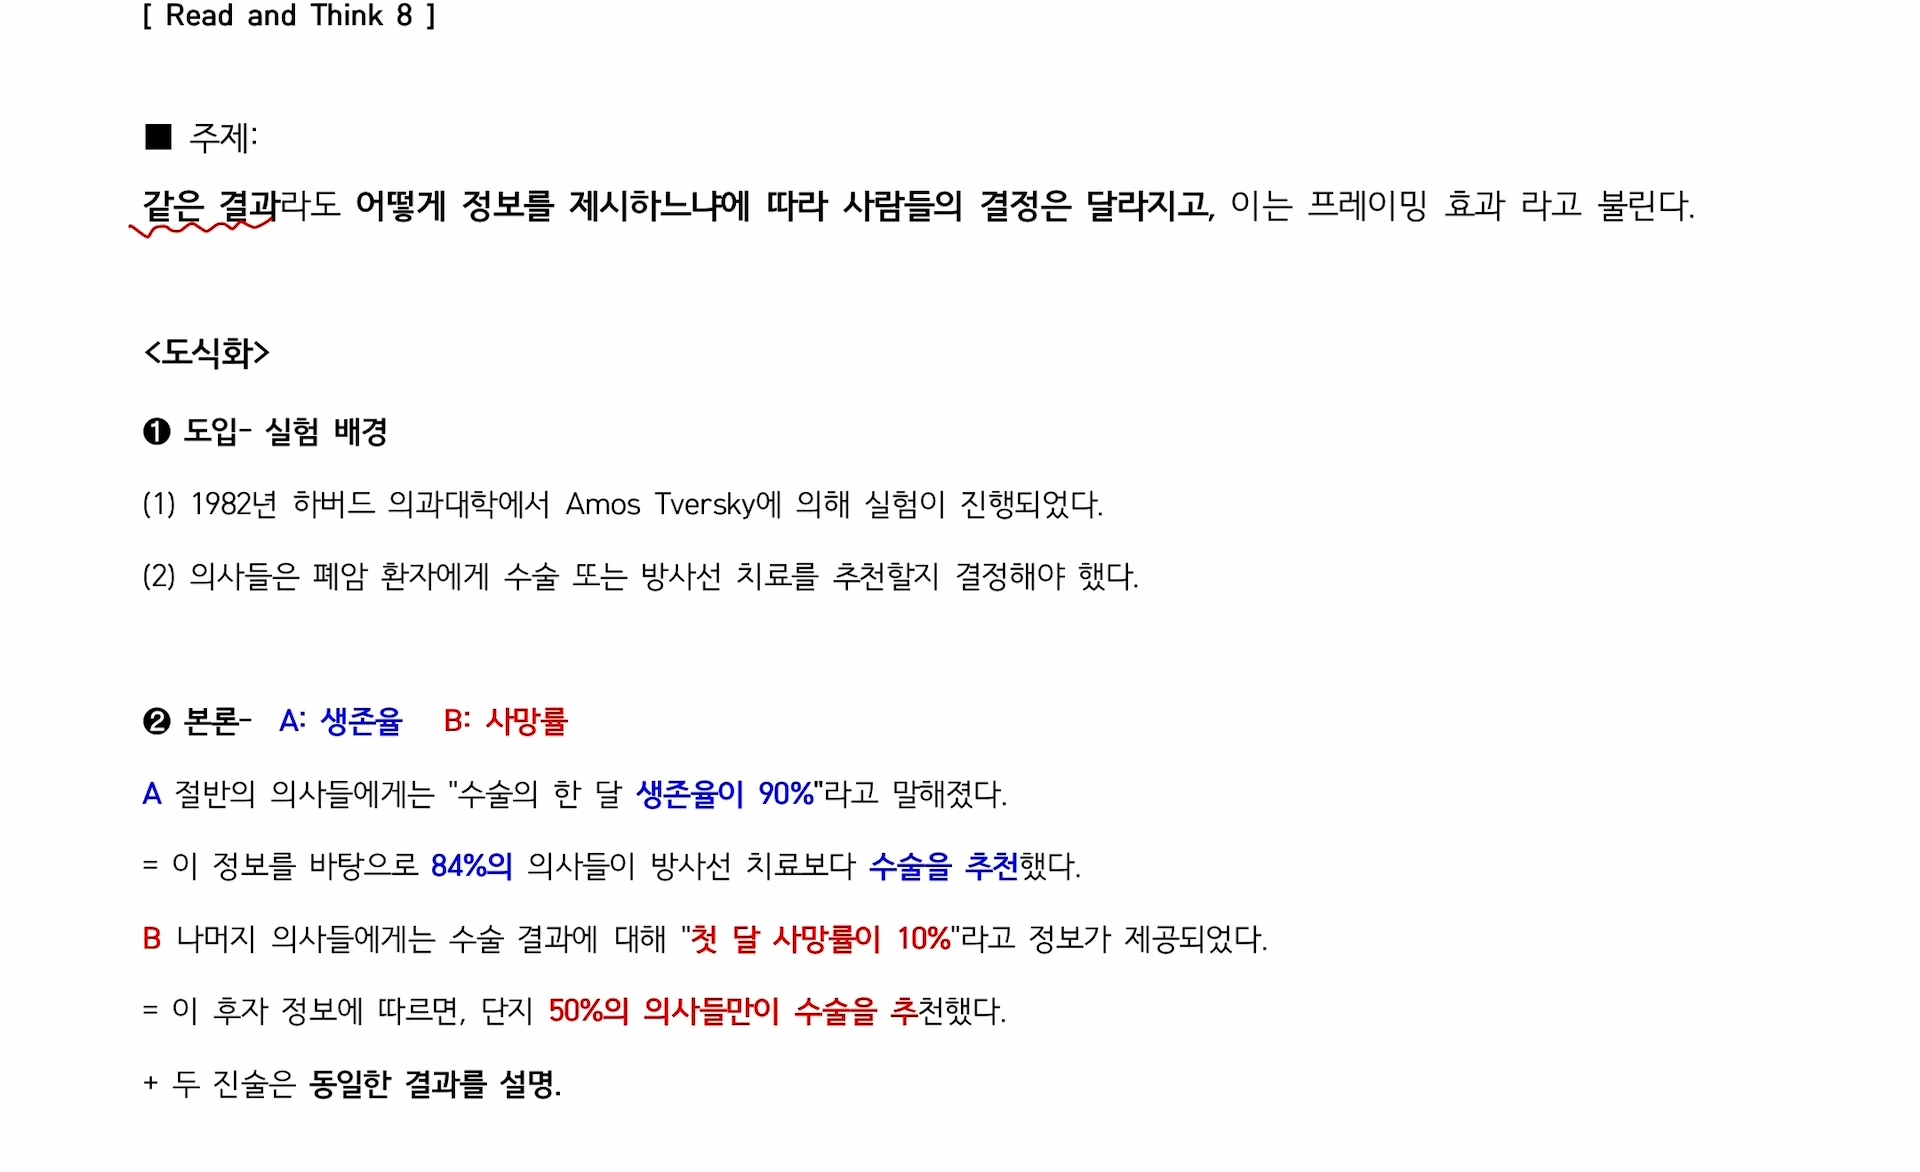 [ Read and Think 8 ]
■ 주제:
같은 결과라도 어떻게 정보를 제시하느냐에 따라 사람들의 결정은 달라지고, 이는 프레이밍 효과 라고 불린다.
<도식화>
❶ 도입- 실험 배경
(1) 1982년 하버드 의과대학에서 Amos Tversky에 의해 실험이 진행되었다.
(2) 의사들은 폐암 환자에게 수술 또는 방사선 치료를 추천할지 결정해야 했다.
❷ 본론- A: 생존율 B: 사망률
A 절반의 의사들에게는 "수술의 한 달 생존율이 90%"라고 말해졌다.
= 이 정보를 바탕으로 84%의 의사들이 방사선 치료보다 수술을 추천했다.
B 나머지 의사들에게는 수술 결과에 대해 "첫 달 사망률이 10%"라고 정보가 제공되었다.
= 이 후자 정보에 따르면, 단지 50%의 의사들만이 수술을 추천했다.
+ 두 진술은 동일한 결과를 설명.